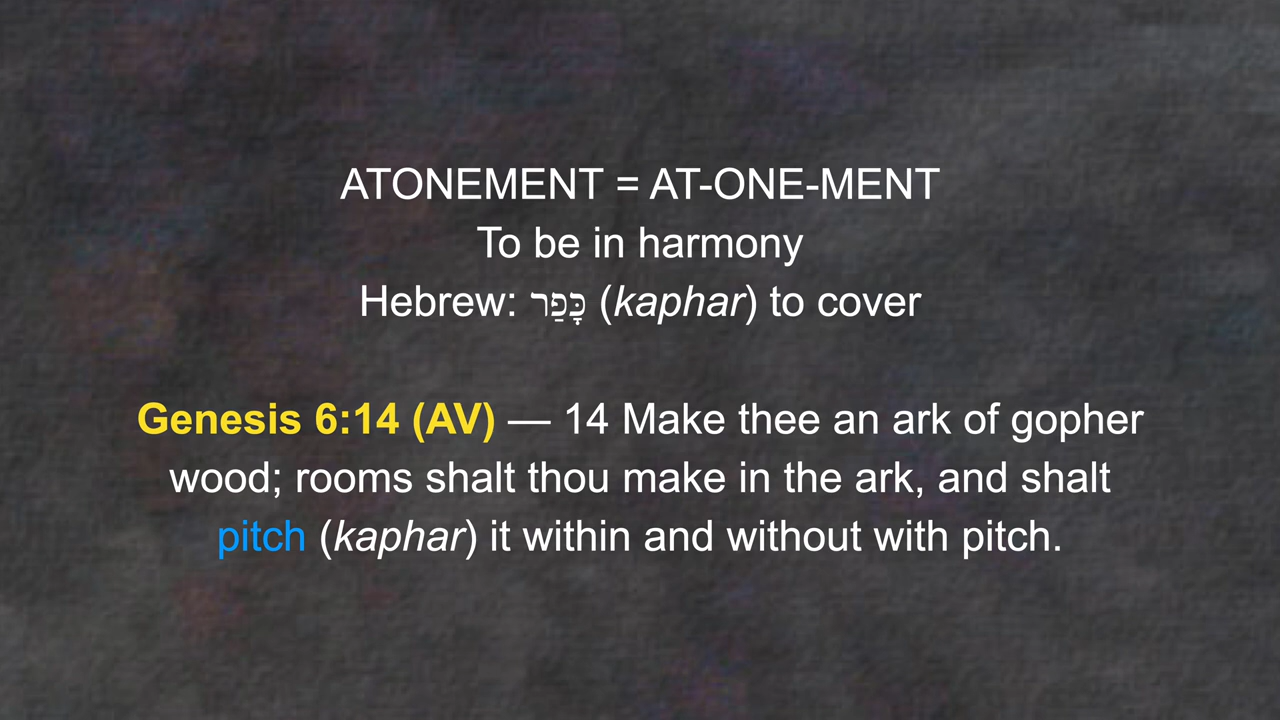 ATONEMENT = AT-ONE-MENT
To be in harmony
Hebrew: כָּפַר (kaphar) to cover
Genesis 6:14 (AV) — 14 Make thee an ark of gopher
wood; rooms shalt thou make in the ark, and shalt
pitch (kaphar) it within and without with pitch.